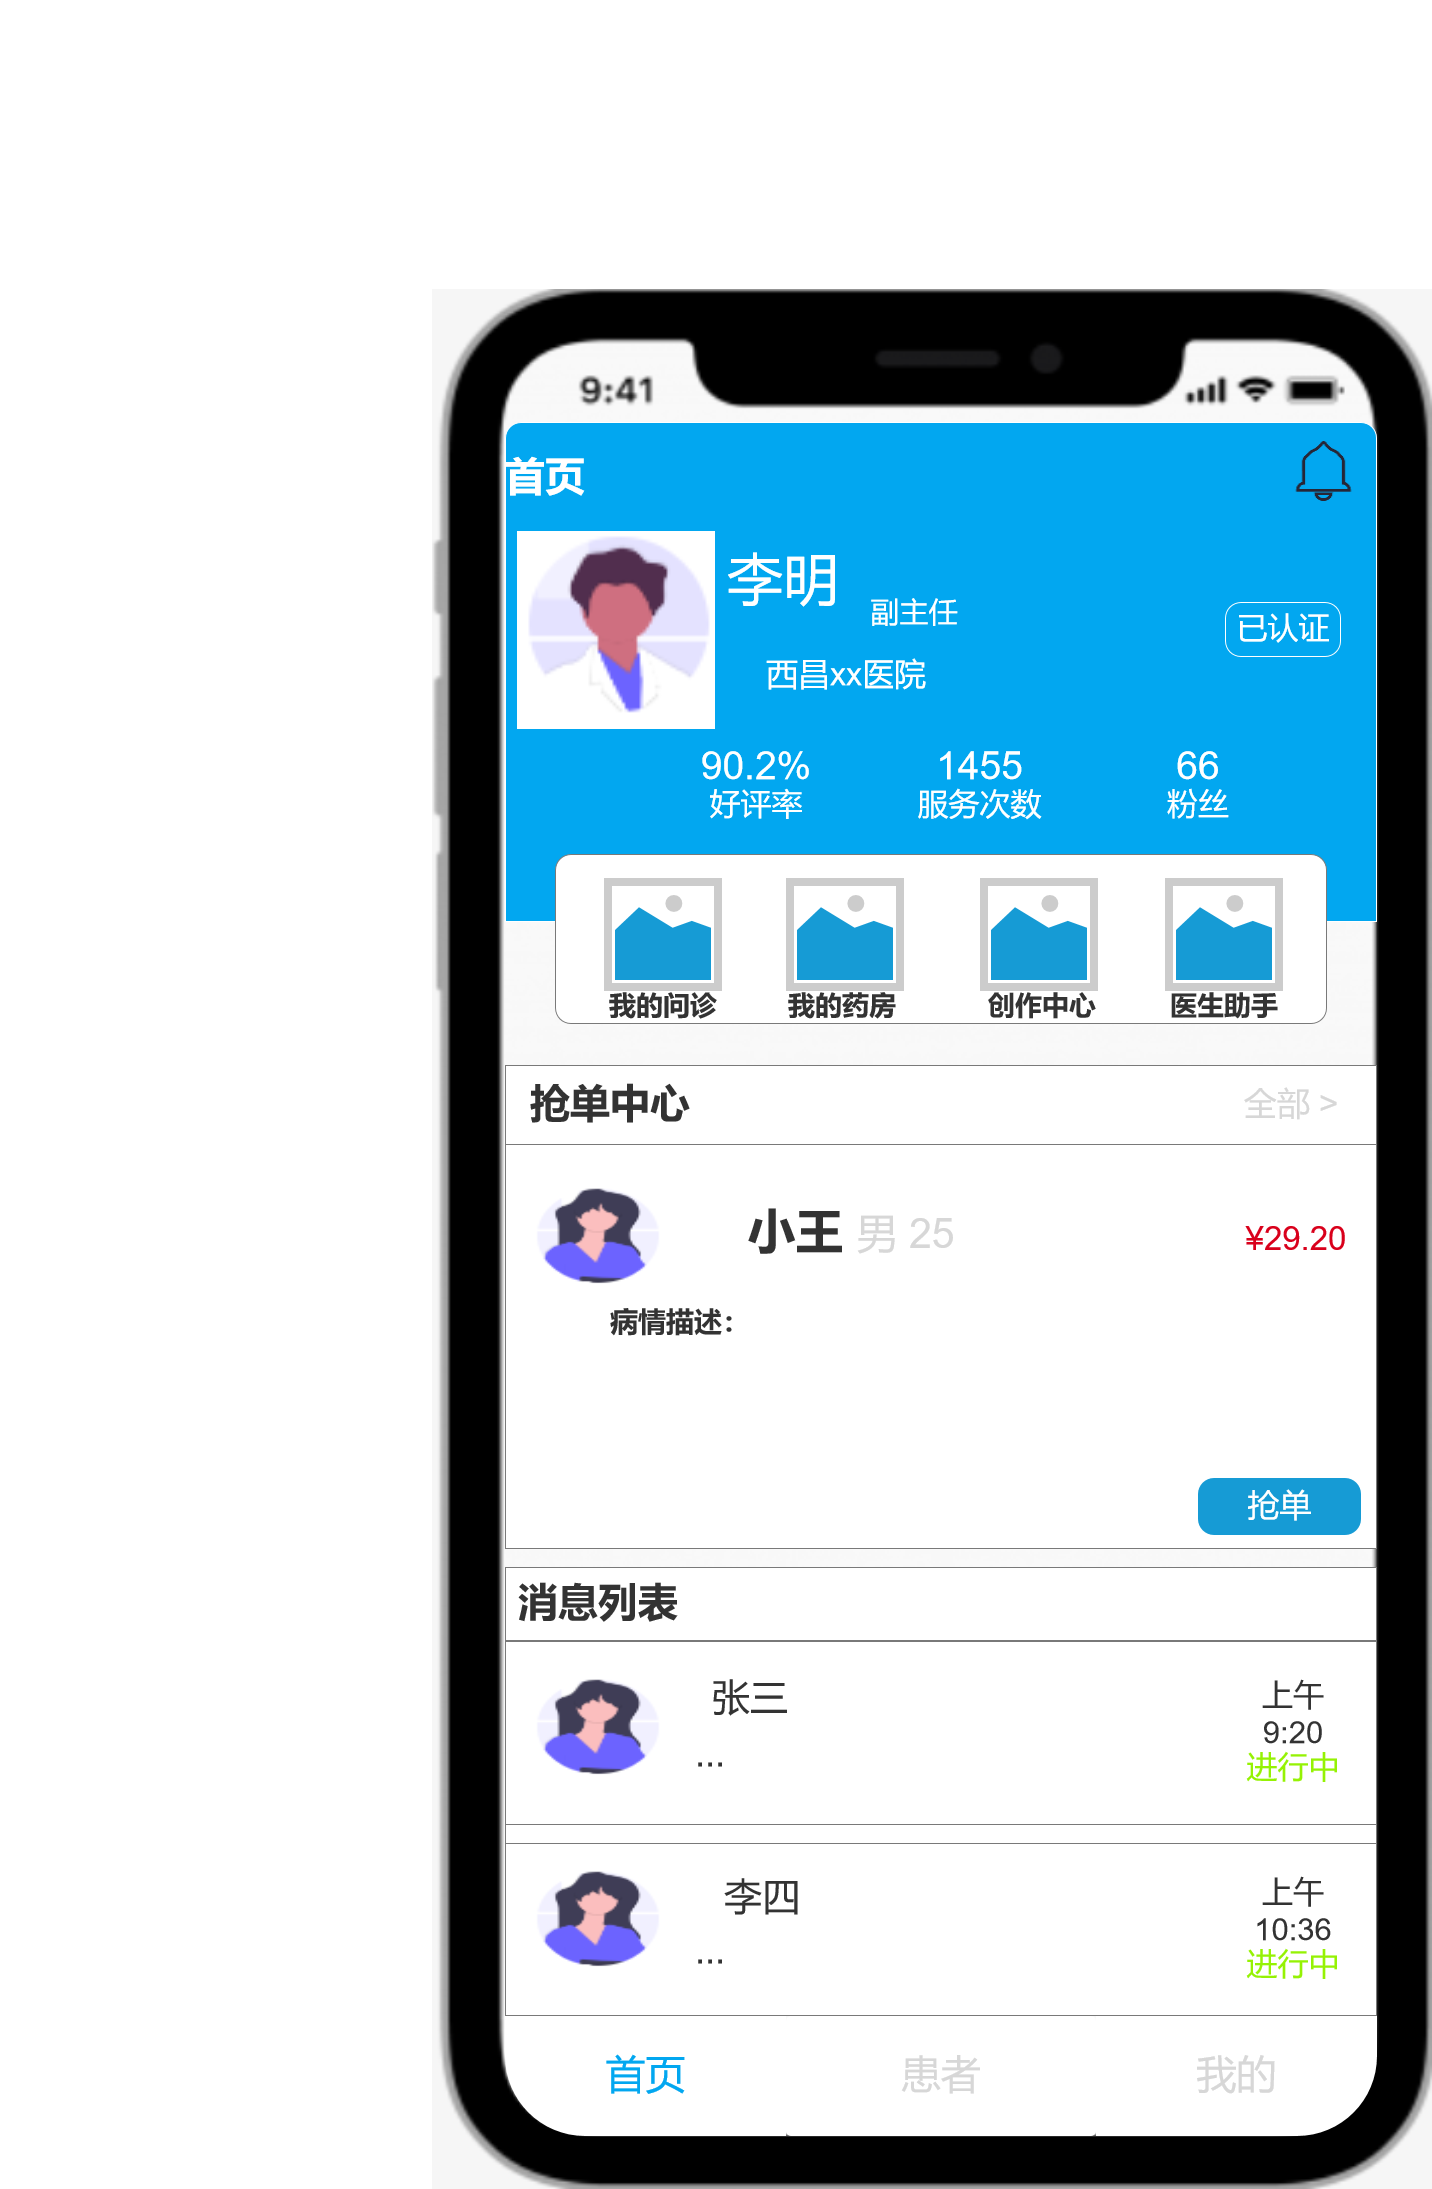 9:41
首页
李明
副主任
已认证
西昌xx医院
90.2% 1455 66
好评率 服务次数 粉丝
我的问诊 我的药房 创作中心 医生助手
抢单中心 全部 >
小王 男 25 ¥29.20
病情描述：
抢单
消息列表
张三
上午
9:20
...
进行中
李四
上午
10:36
...
进行中
首页 患者 我的